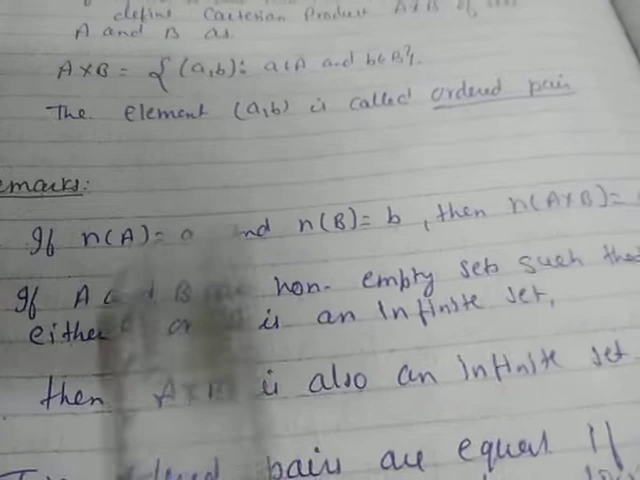 define Cartesian Product A×B of
A and B as
A×B = {(a,b): a∈A and b∈B}.
The element (a,b) is called ordered pair
emarks:
If n(A)= a and n(B)= b, then n(A×B)=
If A and B are non-empty sets such that
either A or B is an infinite set,
then A×B is also an infinite set
ordered pairs are equal if